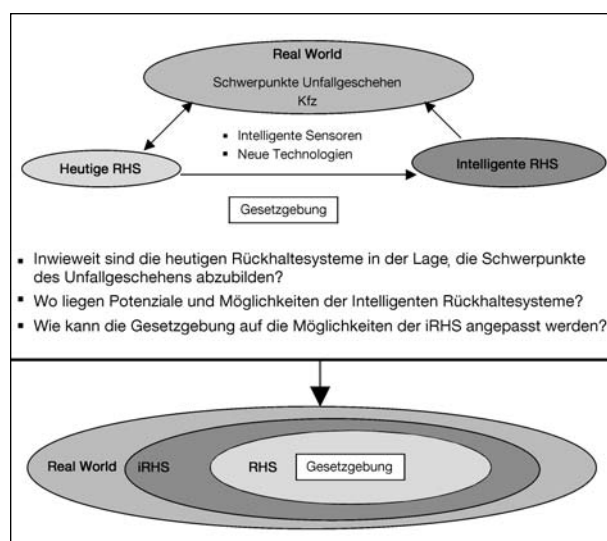 Real World
Schwerpunkte Unfallgeschehen
Kfz
▪ Intelligente Sensoren
▪ Neue Technologien
Heutige RHS
Intelligente RHS
Gesetzgebung
▪ Inwieweit sind die heutigen Rückhaltesysteme in der Lage, die Schwerpunkte
des Unfallgeschehens abzubilden?
▪ Wo liegen Potenziale und Möglichkeiten der Intelligenten Rückhaltesysteme?
▪ Wie kann die Gesetzgebung auf die Möglichkeiten der iRHS angepasst werden?
Real World
iRHS
RHS
Gesetzgebung